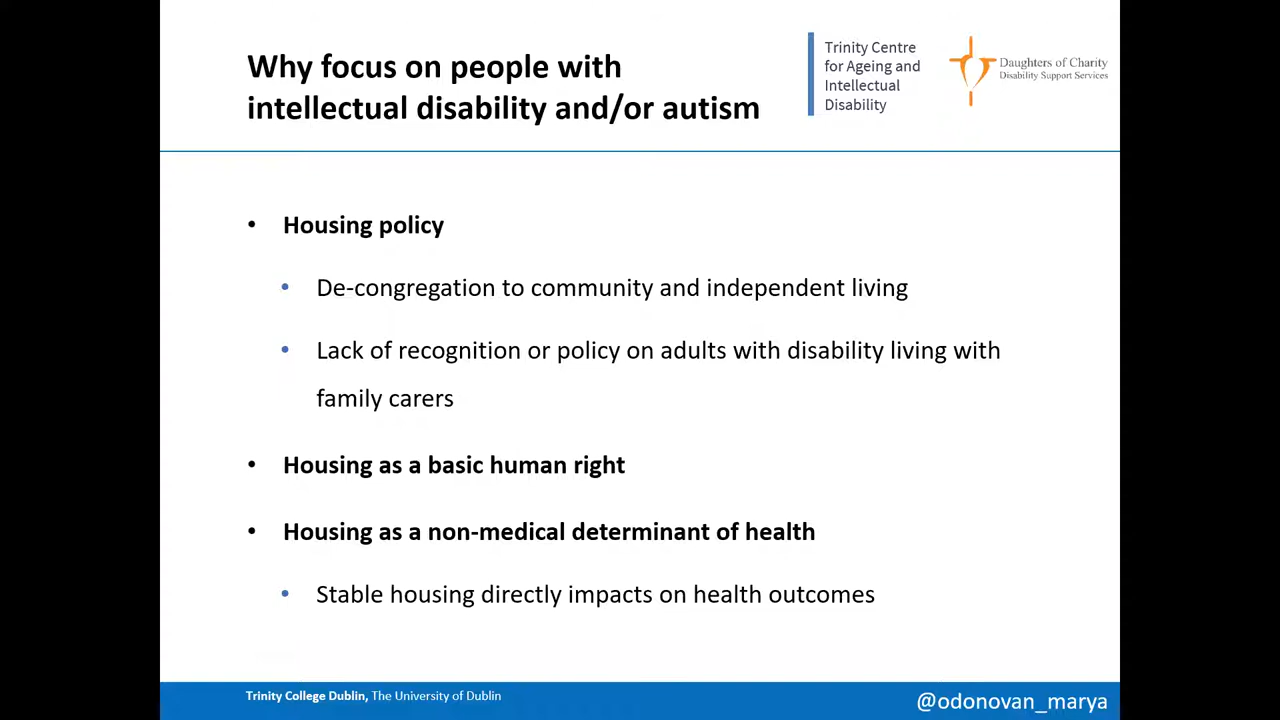 Why focus on people with
intellectual disability and/or autism
Trinity Centre
for Ageing and
Intellectual
Disability
Daughters of Charity
Disability Support Services
• Housing policy
• De-congregation to community and independent living
• Lack of recognition or policy on adults with disability living with
family carers
• Housing as a basic human right
• Housing as a non-medical determinant of health
• Stable housing directly impacts on health outcomes
Trinity College Dublin, The University of Dublin
@odonovan_marya